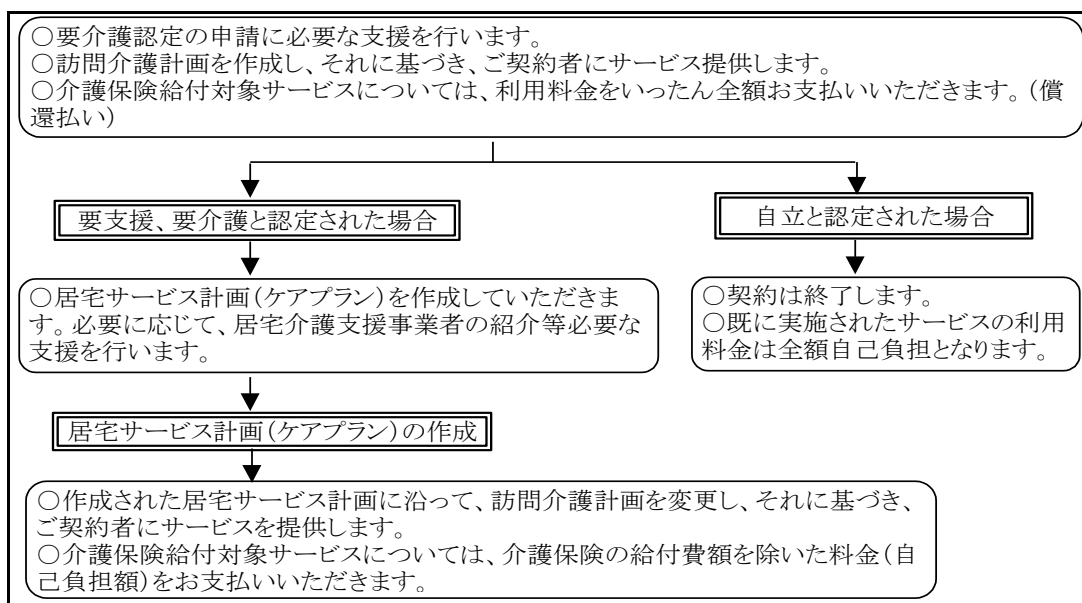 ○要介護認定の申請に必要な支援を行います。
○訪問介護計画を作成し、それに基づき、ご契約者にサービス提供します。
○介護保険給付対象サービスについては、利用料金をいったん全額お支払いいただきます。(償
還払い)
要支援、要介護と認定された場合
自立と認定された場合
○居宅サービス計画(ケアプラン)を作成していただきま
す。必要に応じて、居宅介護支援事業者の紹介等必要な
支援を行います。
○契約は終了します。
○既に実施されたサービスの利用
料金は全額自己負担となります。
居宅サービス計画(ケアプラン)の作成
○作成された居宅サービス計画に沿って、訪問介護計画を変更し、それに基づき、
ご契約者にサービスを提供します。
○介護保険給付対象サービスについては、介護保険の給付費額を除いた料金(自
己負担額)をお支払いいただきます。